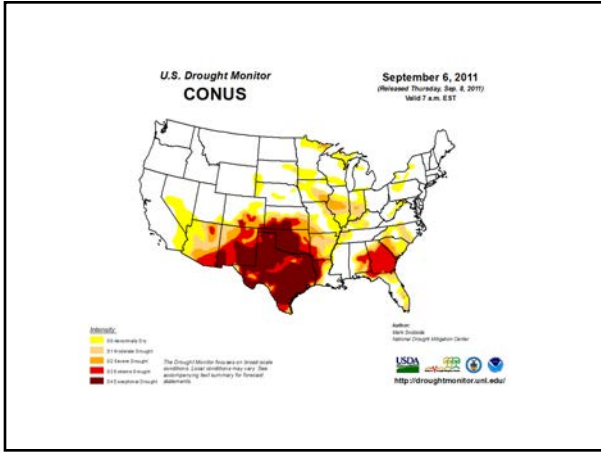 U.S. Drought Monitor
CONUS
September 6, 2011
(Released Thursday, Sep. 8, 2011)
Valid 7 a.m. EST
Intensity:
D0 Abnormally Dry
D1 Moderate Drought
D2 Severe Drought
D3 Extreme Drought
D4 Exceptional Drought
The Drought Monitor focuses on broad-scale
conditions. Local conditions may vary. See
accompanying text summary for forecast
statements.
Author:
Mark Svoboda
National Drought Mitigation Center
USDA
http://droughtmonitor.unl.edu/